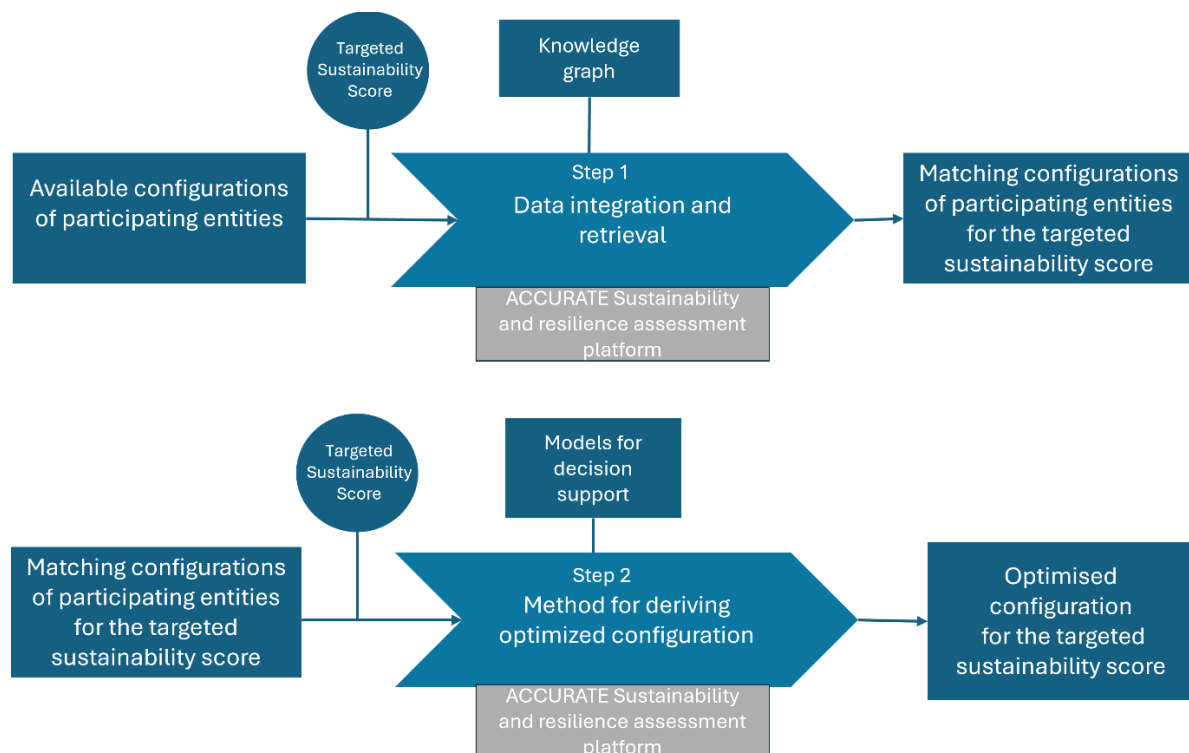 Targeted
Sustainability
Score
Knowledge
graph
Available configurations
of participating entities
Step 1
Data integration and
retrieval
Matching configurations
of participating entities
for the targeted
sustainability score
ACCURATE Sustainability
and resilience assessment
platform
Targeted
Sustainability
Score
Models for
decision
support
Matching configurations
of participating entities
for the targeted
sustainability score
Step 2
Method for deriving
optimized configuration
Optimised
configuration
for the targeted
sustainability score
ACCURATE Sustainability
and resilience assessment
platform